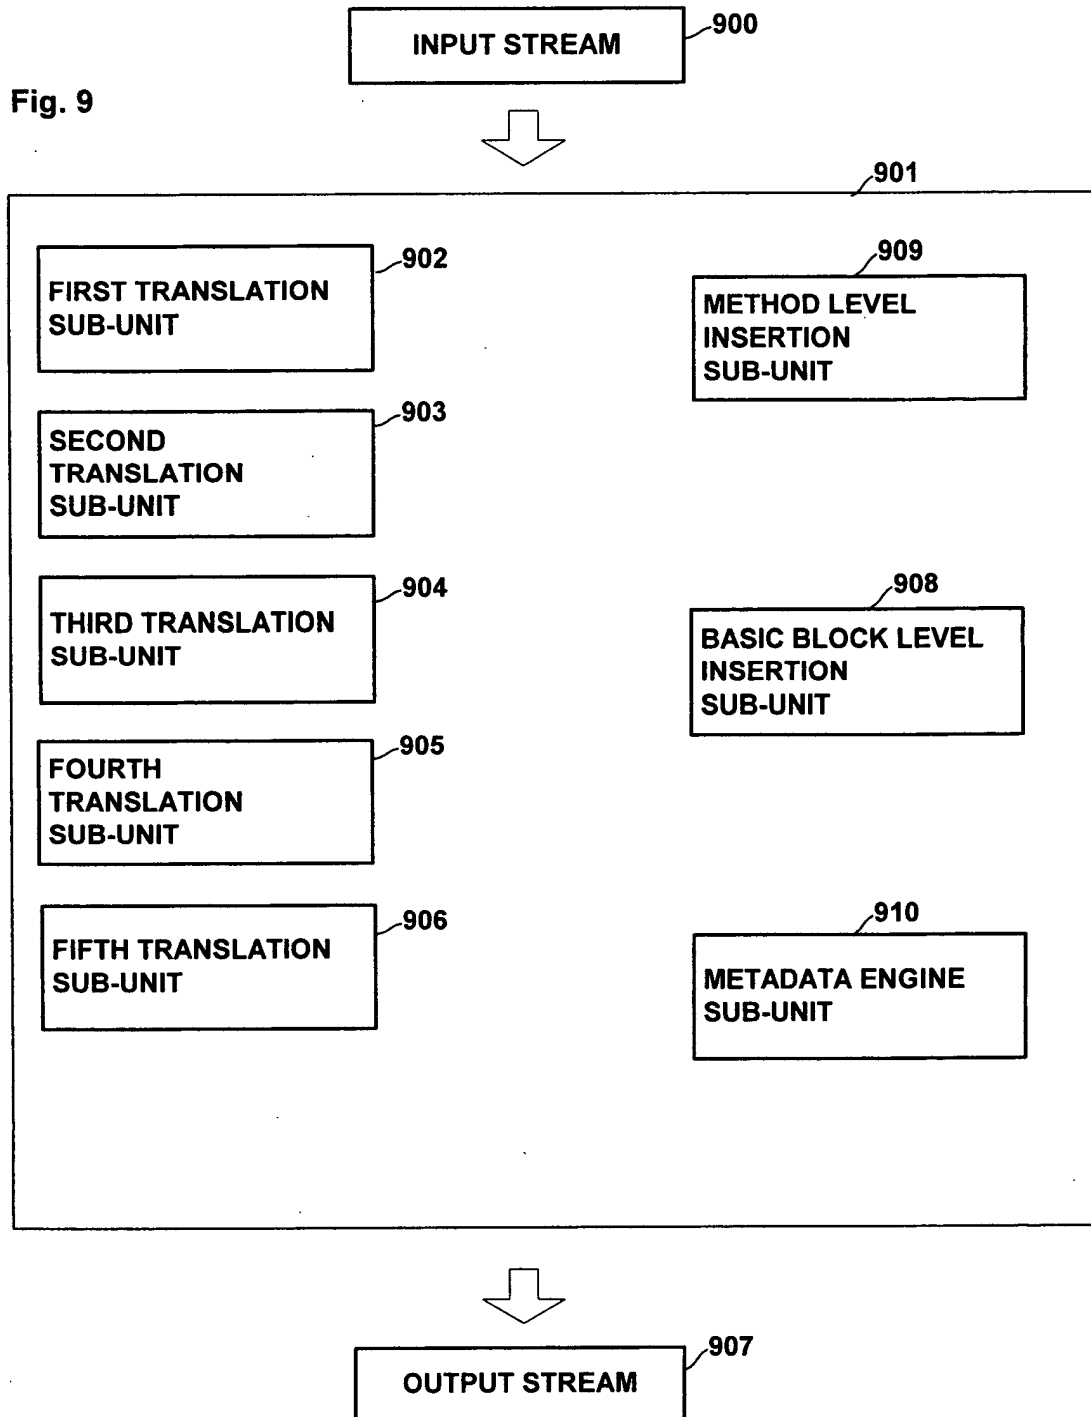 INPUT STREAM
900
Fig. 9
901
902
FIRST TRANSLATION
SUB-UNIT
909
METHOD LEVEL
INSERTION
SUB-UNIT
903
SECOND
TRANSLATION
SUB-UNIT
904
THIRD TRANSLATION
SUB-UNIT
908
BASIC BLOCK LEVEL
INSERTION
SUB-UNIT
905
FOURTH
TRANSLATION
SUB-UNIT
906
FIFTH TRANSLATION
SUB-UNIT
910
METADATA ENGINE
SUB-UNIT
907
OUTPUT STREAM